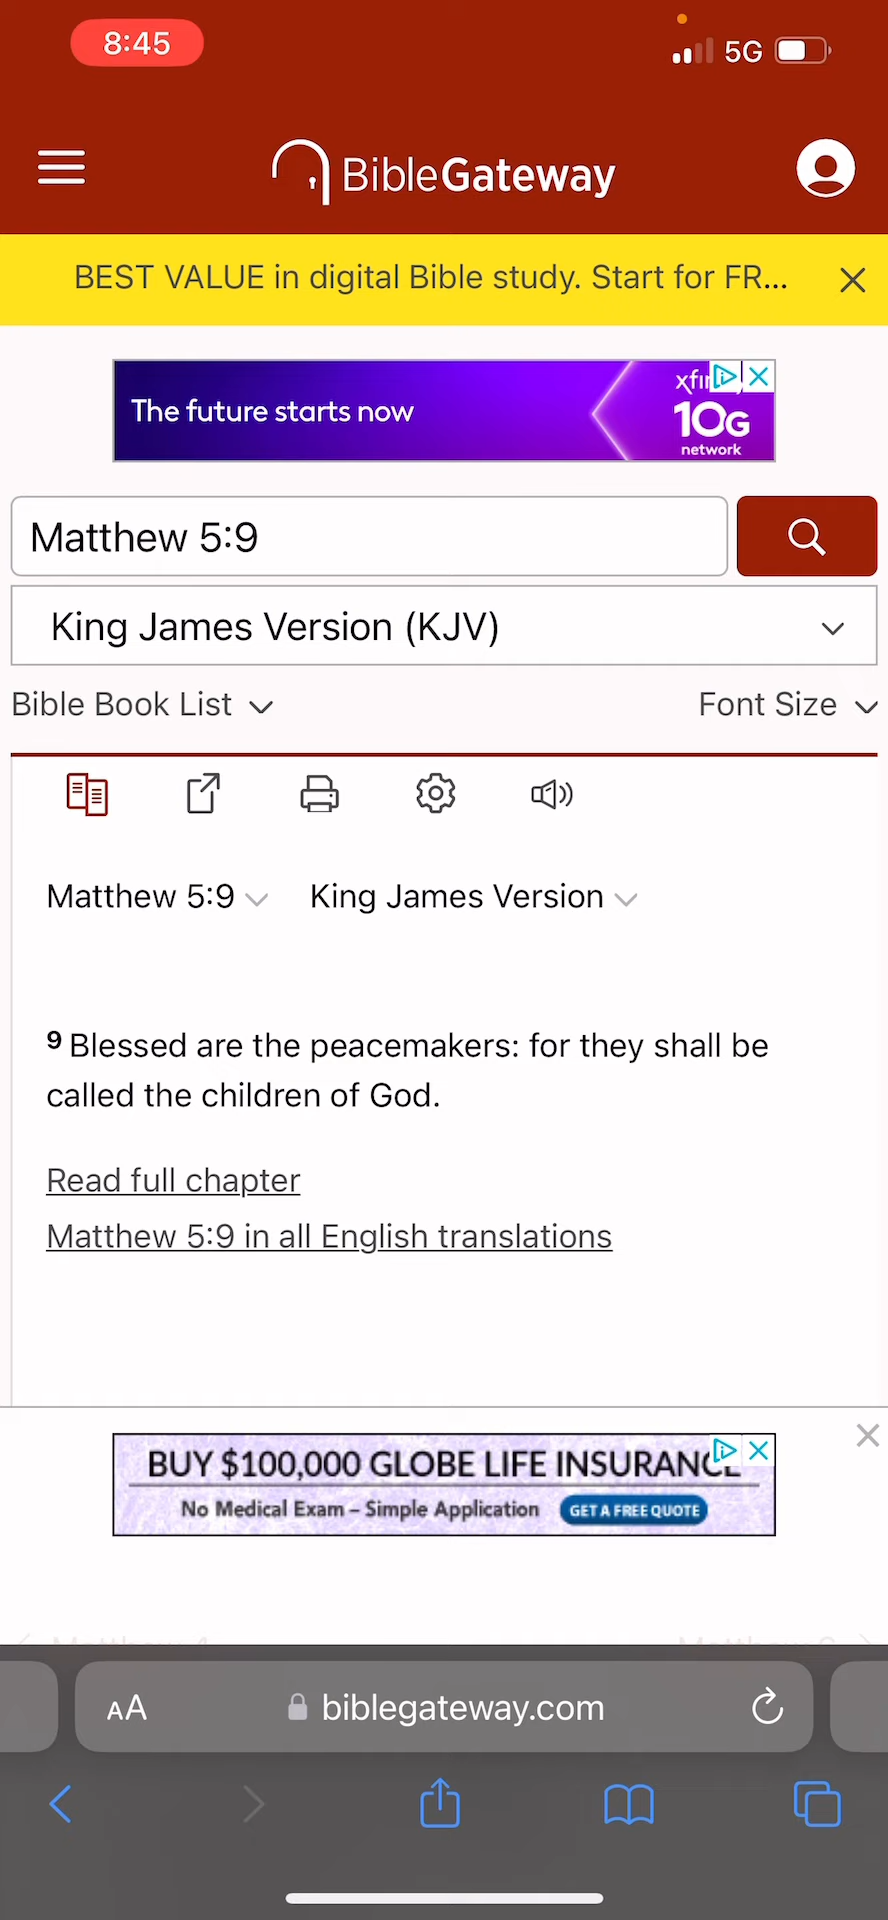 8:45
5G
BibleGateway
BEST VALUE in digital Bible study. Start for FR...
The future starts now
10G
network
Matthew 5:9
King James Version (KJV)
Bible Book List
Font Size
Matthew 5:9
King James Version
9 Blessed are the peacemakers: for they shall be
called the children of God.
Read full chapter
Matthew 5:9 in all English translations
BUY $100,000 GLOBE LIFE INSURANCE
No Medical Exam – Simple Application
GET A FREE QUOTE
AA
biblegateway.com